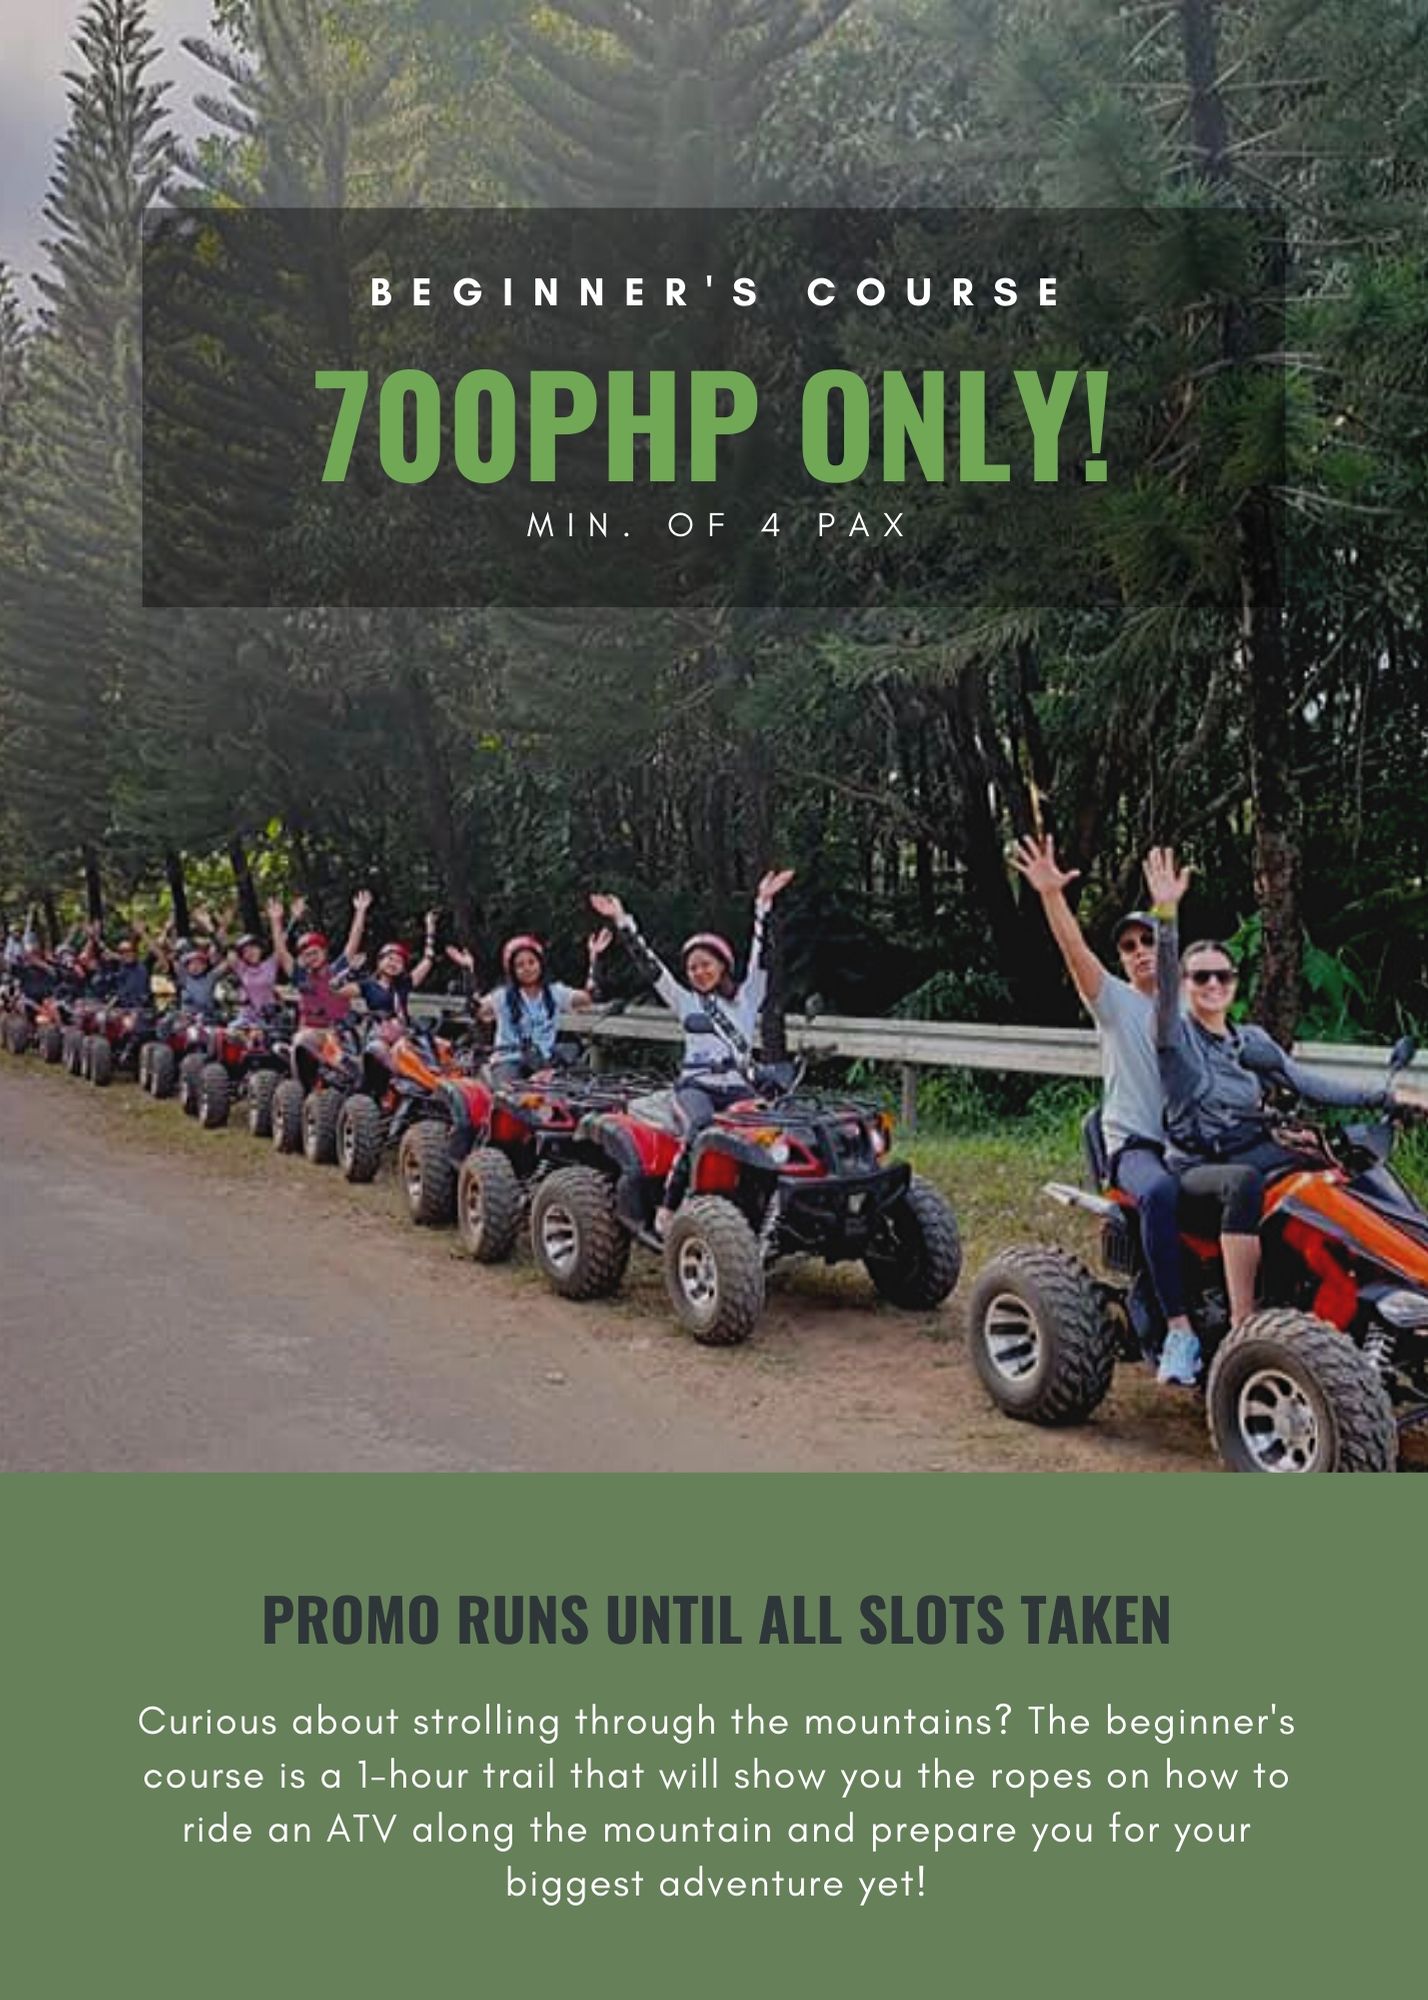 BEGINNER'S COURSE
700PHP ONLY!
MIN. OF 4 PAX
PROMO RUNS UNTIL ALL SLOTS TAKEN
Curious about strolling through the mountains? The beginner's
course is a 1-hour trail that will show you the ropes on how to
ride an ATV along the mountain and prepare you for your
biggest adventure yet!